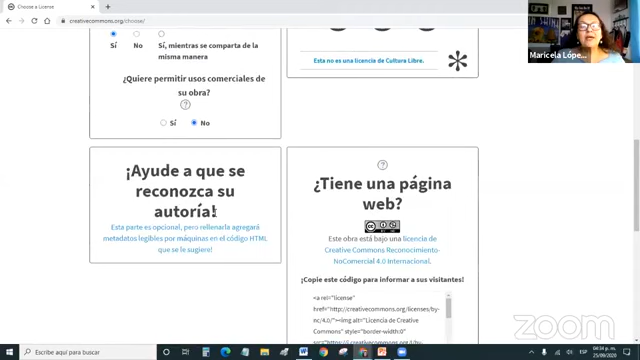 Choose a License
creativecommons.org/choose/
Sí No Sí, mientras se comparta de la
misma manera
¿Quiere permitir usos comerciales de
su obra?
?
Sí No
Esta no es una licencia de Cultura Libre.
¡Ayude a que se
reconozca su
autoría!
Esta parte es opcional, pero rellenarla agregará
metadatos legibles por máquinas en el código HTML
que se le sugiere!
?
¿Tiene una página
web?
Este obra está bajo una licencia de
Creative Commons Reconocimiento-
NoComercial 4.0 Internacional.
¡Copie este código para informar a sus visitantes!
<a rel="license"
href="http://creativecommons.org/licenses/by-
nc/4.0/"><img alt="Licencia de Creative
Commons" style="border-width:0"
Maricela Lópe...
zoom
Escribe aquí para buscar
ESP
04:34 p. m.
25/09/2020